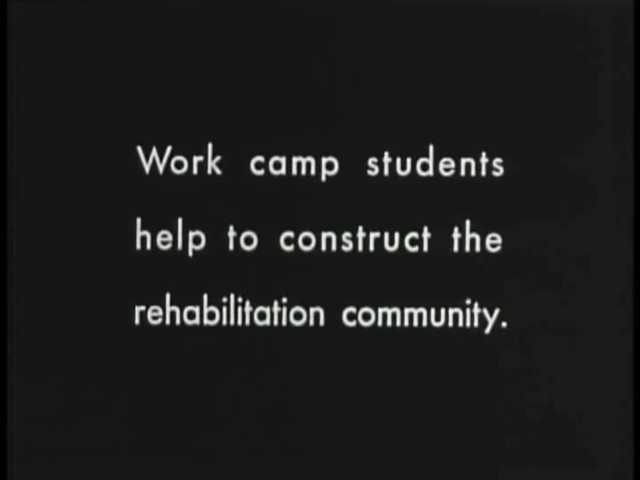 Work camp students
help to construct the
rehabilitation community.